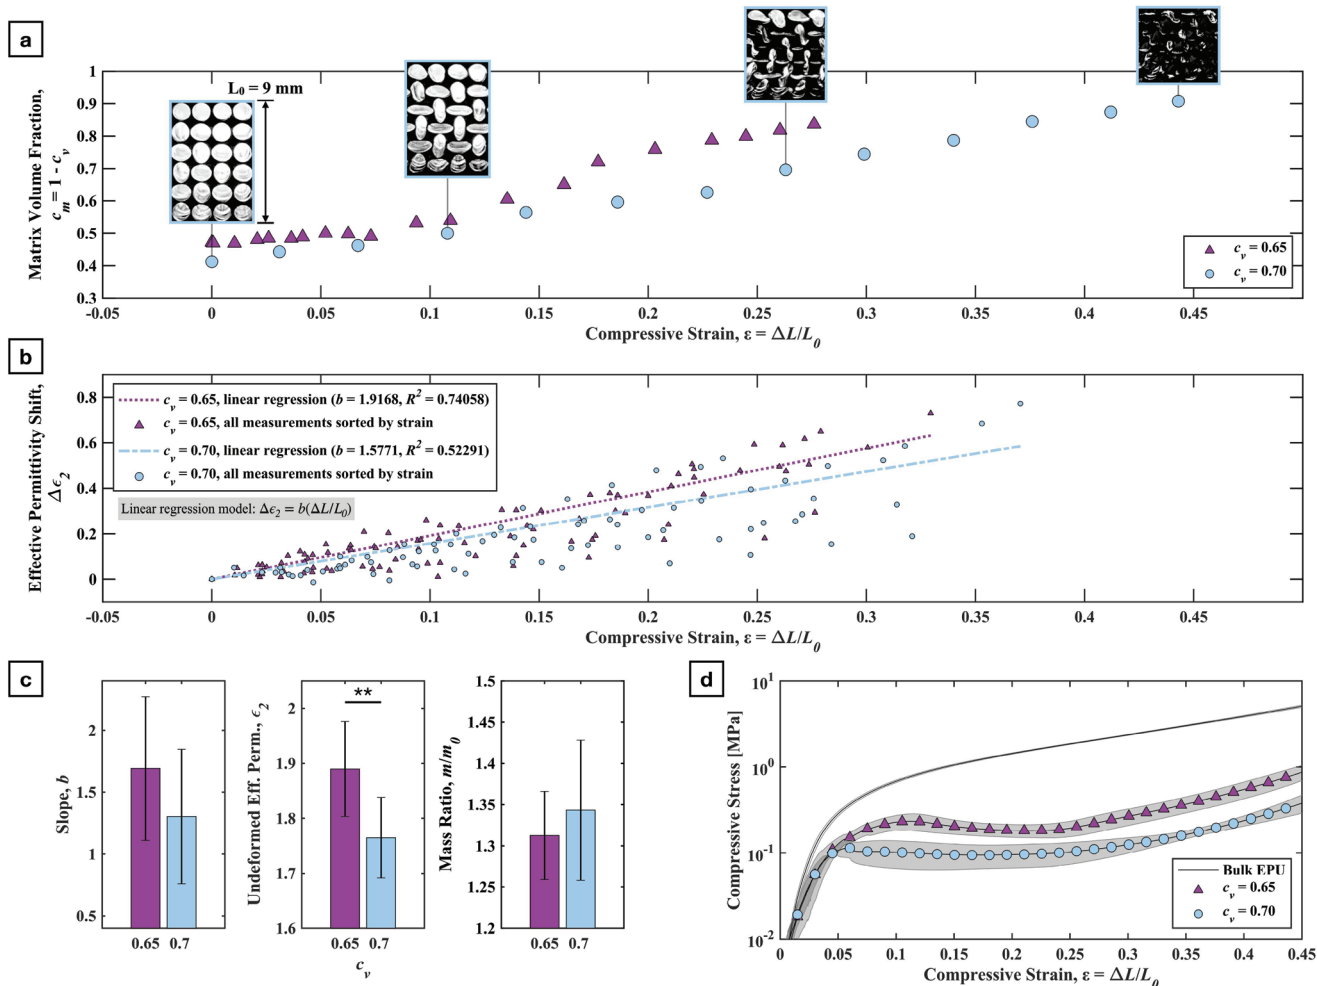 a
L₀ = 9 mm
Matrix Volume Fraction,
c_m = 1 - c_v
1
0.9
0.8
0.7
0.6
0.5
0.4
0.3
-0.05
0
0.05
0.1
0.15
0.2
0.25
0.3
0.35
0.4
0.45
c_v = 0.65
c_v = 0.70
Compressive Strain, ε = ΔL/L₀
b
Effective Permittivity Shift,
Δϵ₂
0.8
0.6
0.4
0.2
0
c_v = 0.65, linear regression (b = 1.9168, R² = 0.74058)
c_v = 0.65, all measurements sorted by strain
c_v = 0.70, linear regression (b = 1.5771, R² = 0.52291)
c_v = 0.70, all measurements sorted by strain
Linear regression model: Δϵ₂ = b(ΔL/L₀)
-0.05
0
0.05
0.1
0.15
0.2
0.25
0.3
0.35
0.4
0.45
Compressive Strain, ε = ΔL/L₀
c
Slope, b
2
1.5
1
0.5
0.65 0.7
Undeformed Eff. Perm., ϵ₂
2
1.9
1.8
1.7
1.6
**
0.65 0.7
c_v
Mass Ratio, m/m₀
1.5
1.45
1.4
1.35
1.3
1.25
1.2
0.65 0.7
d
Compressive Stress [MPa]
10¹
10⁰
10⁻¹
10⁻²
Bulk EPU
c_v = 0.65
c_v = 0.70
0
0.05
0.1
0.15
0.2
0.25
0.3
0.35
0.4
0.45
Compressive Strain, ε = ΔL/L₀